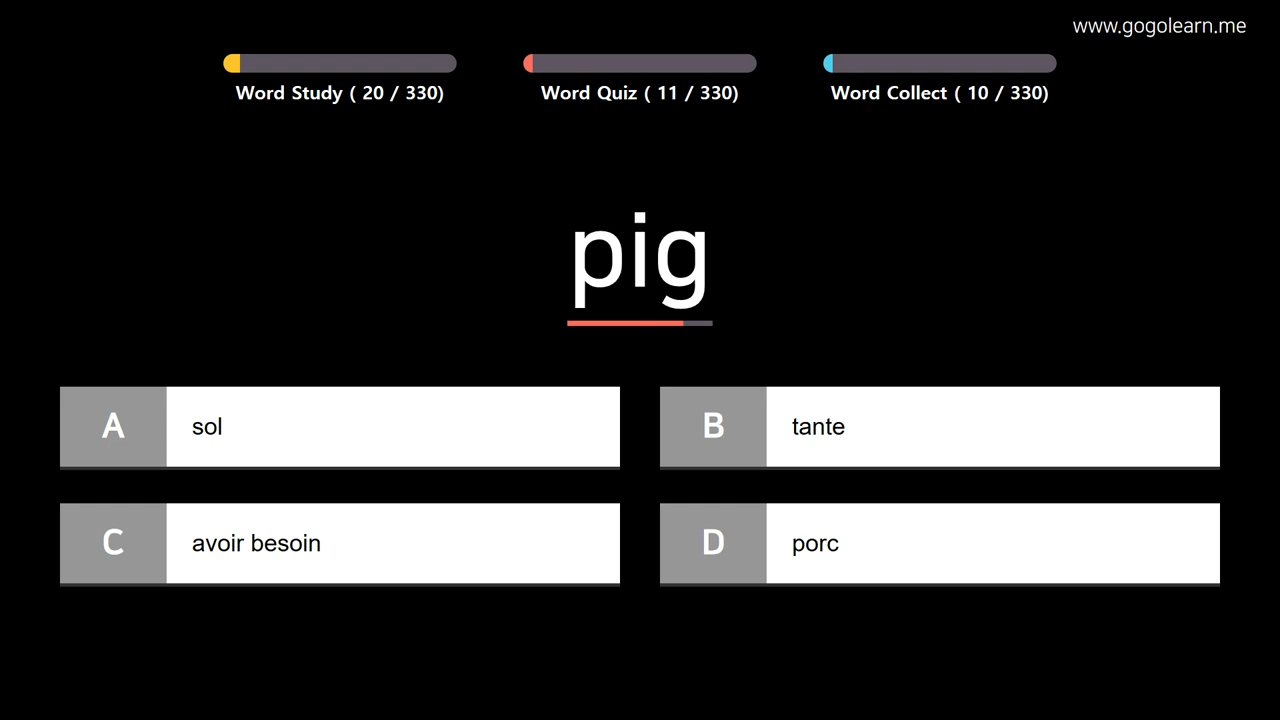 www.gogolearn.me
Word Study ( 20 / 330)
Word Quiz ( 11 / 330)
Word Collect ( 10 / 330)
pig
A sol
B tante
C avoir besoin
D porc